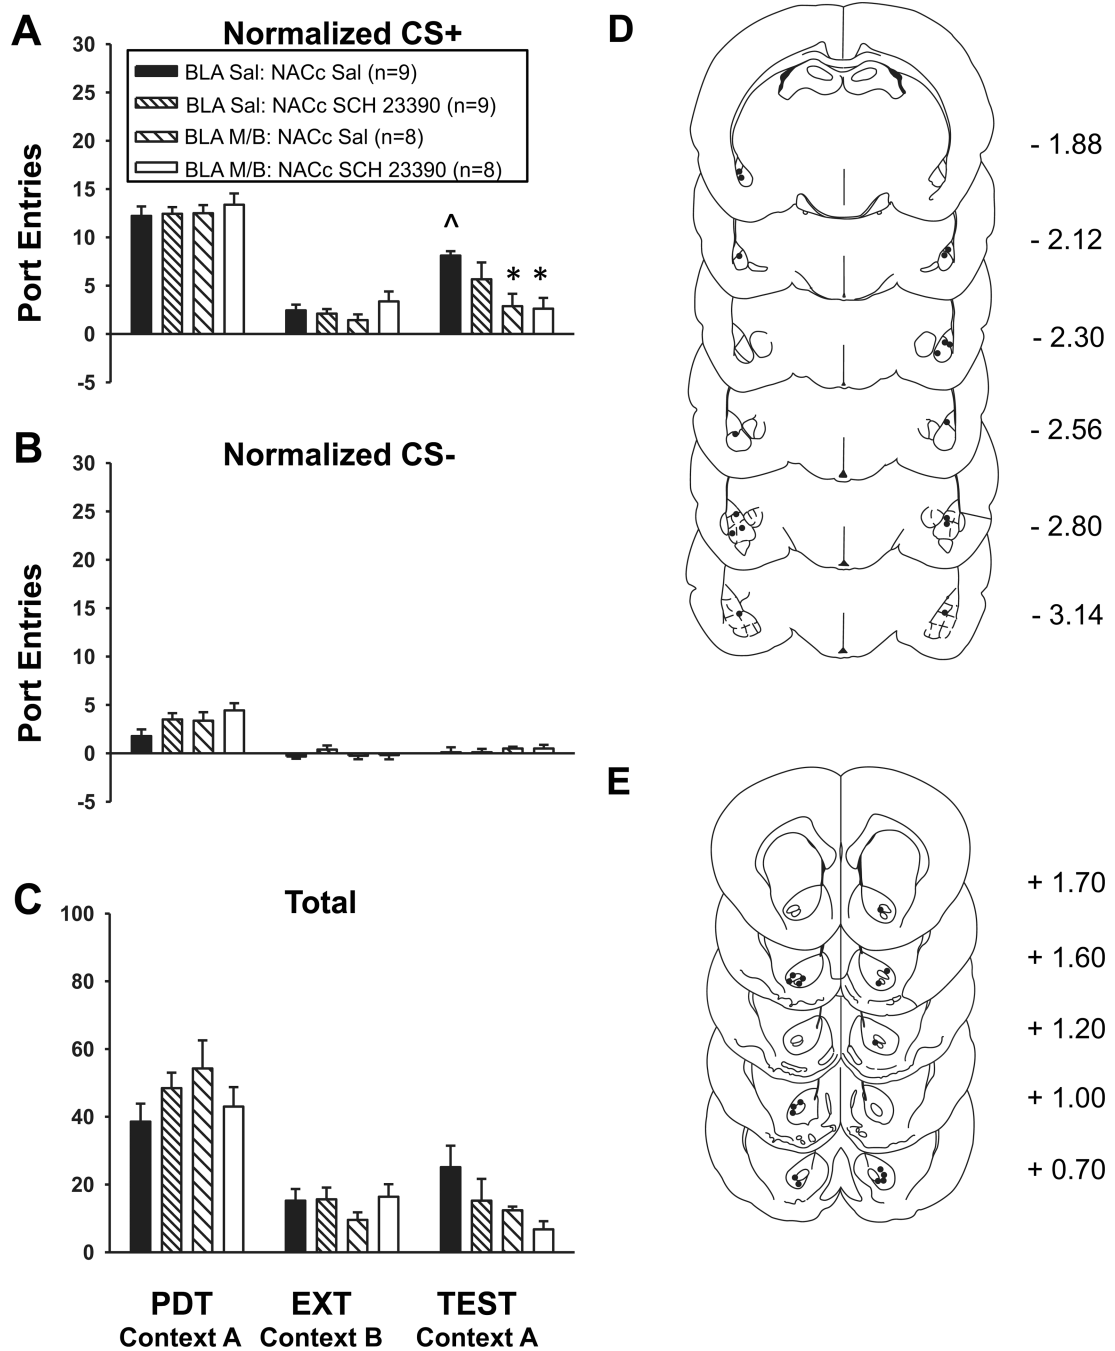 A
Normalized CS+
30
25
20
15
10
5
0
-5
Port Entries
BLA Sal: NACc Sal (n=9)
BLA Sal: NACc SCH 23390 (n=9)
BLA M/B: NACc Sal (n=8)
BLA M/B: NACc SCH 23390 (n=8)
^
* *
B
Normalized CS-
30
25
20
15
10
5
0
-5
Port Entries
C
Total
100
80
60
40
20
0
PDT EXT TEST
Context A Context B Context A
D
- 1.88
- 2.12
- 2.30
- 2.56
- 2.80
- 3.14
E
+ 1.70
+ 1.60
+ 1.20
+ 1.00
+ 0.70